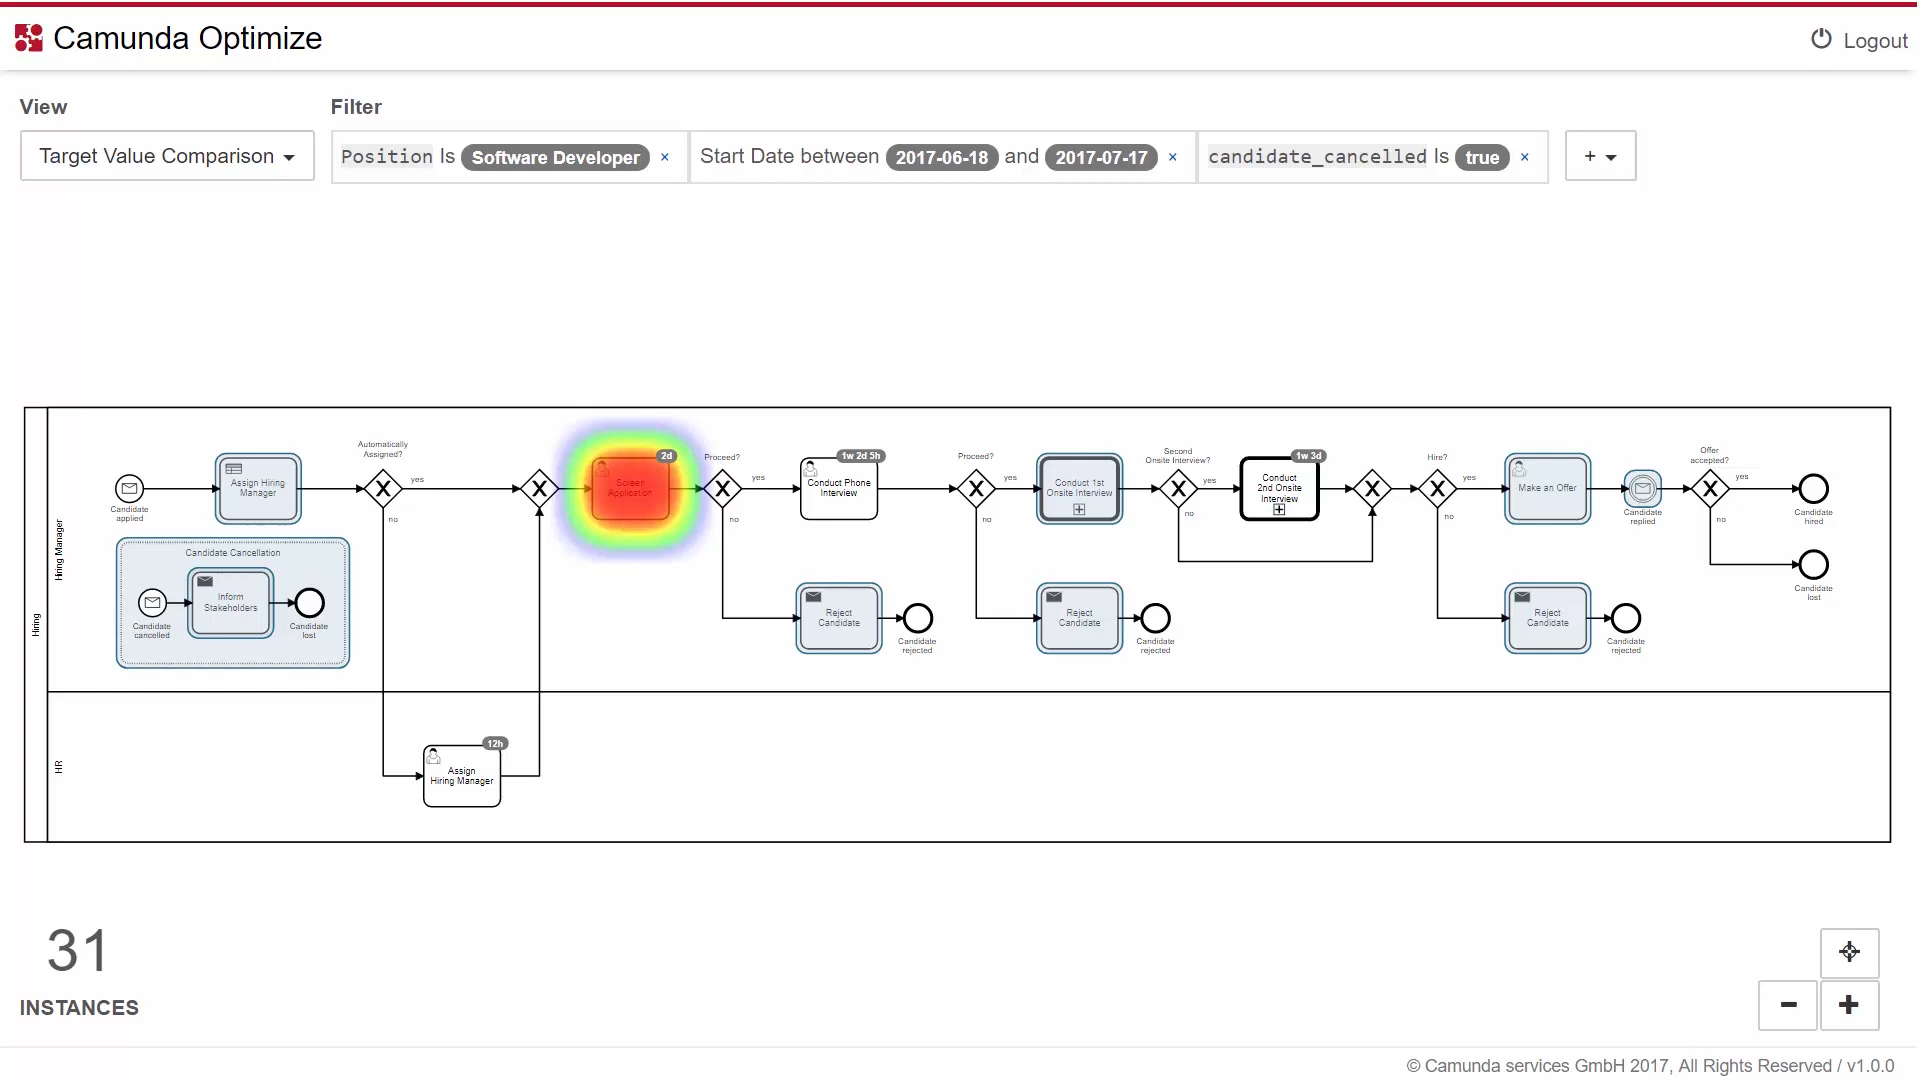 Camunda Optimize
Logout
View
Filter
Target Value Comparison
Position Is Software Developer ×
Start Date between 2017-06-18 and 2017-07-17 ×
candidate_cancelled Is true ×
+
Hiring
Hiring Manager
HR
Candidate
applied
Assign Hiring
Manager
Automatically
Assigned?
yes
no
2d
Screen
Application
Proceed?
yes
no
1w 2d 5h
Conduct Phone
Interview
Proceed?
yes
no
Conduct 1st
Onsite Interview
Second
Onsite Interview?
yes
no
1w 3d
Conduct
2nd Onsite
Interview
Hire?
yes
no
Make an Offer
Candidate
replied
Offer
accepted?
yes
no
Candidate
hired
Candidate
lost
Candidate Cancellation
Candidate
cancelled
Inform
Stakeholders
Candidate
lost
Reject
Candidate
Candidate
rejected
Reject
Candidate
Candidate
rejected
Reject
Candidate
Candidate
rejected
12h
Assign
Hiring Manager
31
INSTANCES
© Camunda services GmbH 2017, All Rights Reserved / v1.0.0